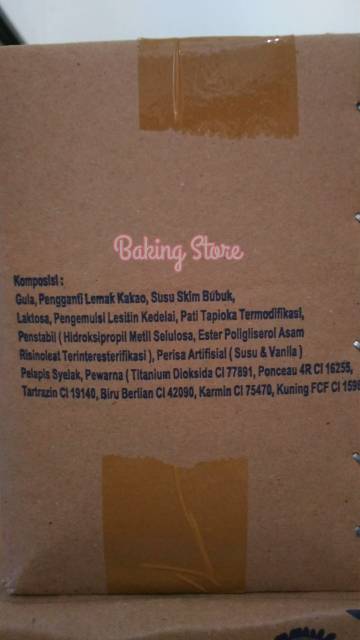 Baking Store
Komposisi :
Gula, Pengganti Lemak Kakao, Susu Skim Bubuk,
Laktosa, Pengemulsi Lesitin Kedelai, Pati Tapioka Termodifikasi,
Penstabil ( Hidroksipropil Metil Selulosa, Ester Poligliserol Asam
Risinoleat Terinteresterifikasi ), Perisa Artifisial ( Susu & Vanila )
Pelapis Syelak, Pewarna ( Titanium Dioksida CI 77891, Ponceau 4R CI 16255,
Tartrazin CI 19140, Biru Berlian CI 42090, Karmin CI 75470, Kuning FCF CI